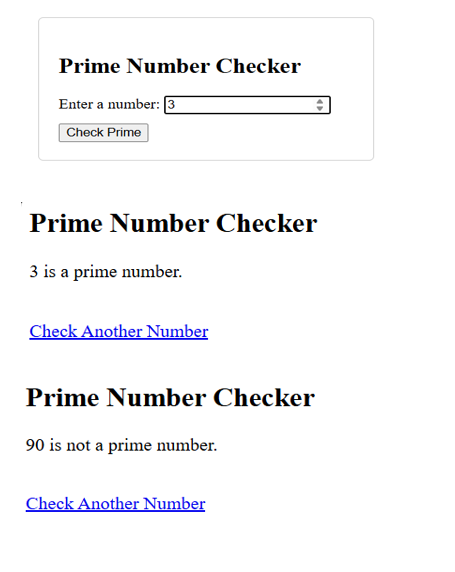 Prime Number Checker
Enter a number: 3
Check Prime
Prime Number Checker
3 is a prime number.
Check Another Number
Prime Number Checker
90 is not a prime number.
Check Another Number